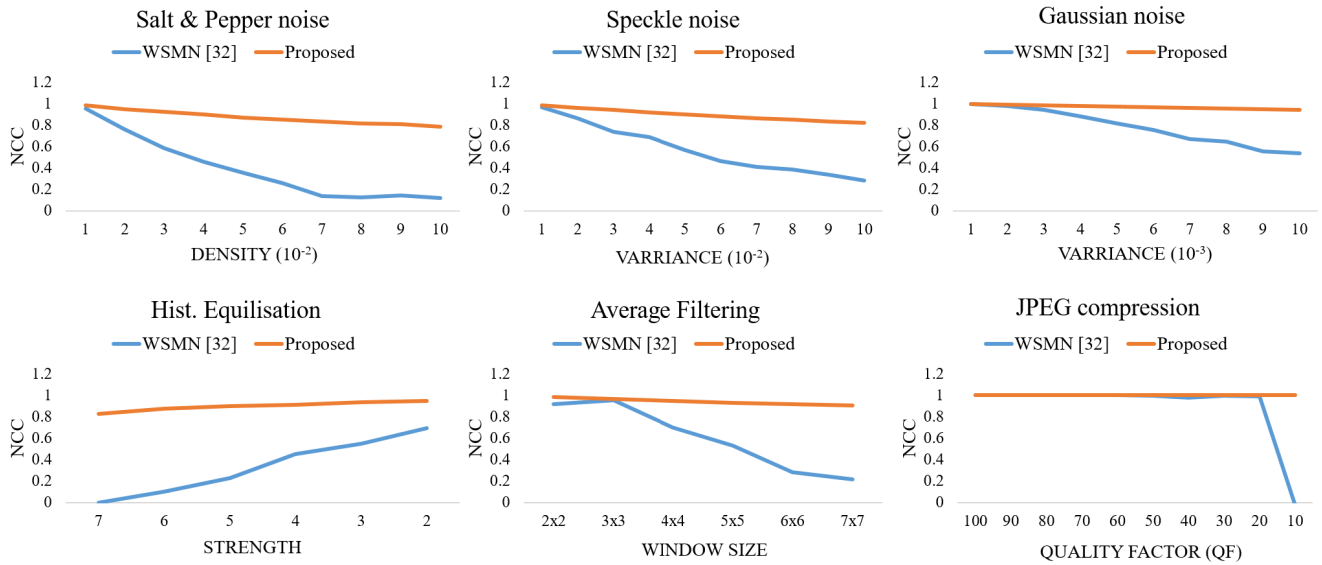 Salt & Pepper noise
WSMN [32] Proposed
1.2
1
0.8
0.6
0.4
0.2
0
NCC
1 2 3 4 5 6 7 8 9 10
DENSITY (10⁻²)
Speckle noise
WSMN [32] Proposed
1.2
1
0.8
0.6
0.4
0.2
0
NCC
1 2 3 4 5 6 7 8 9 10
VARRIANCE (10⁻²)
Gaussian noise
WSMN [32] Proposed
1.2
1
0.8
0.6
0.4
0.2
0
NCC
1 2 3 4 5 6 7 8 9 10
VARRIANCE (10⁻³)
Hist. Equilisation
WSMN [32] Proposed
1.2
1
0.8
0.6
0.4
0.2
0
NCC
7 6 5 4 3 2
STRENGTH
Average Filtering
WSMN [32] Proposed
1.2
1
0.8
0.6
0.4
0.2
0
NCC
2x2 3x3 4x4 5x5 6x6 7x7
WINDOW SIZE
JPEG compression
WSMN [32] Proposed
1.2
1
0.8
0.6
0.4
0.2
0
NCC
100 90 80 70 60 50 40 30 20 10
QUALITY FACTOR (QF)